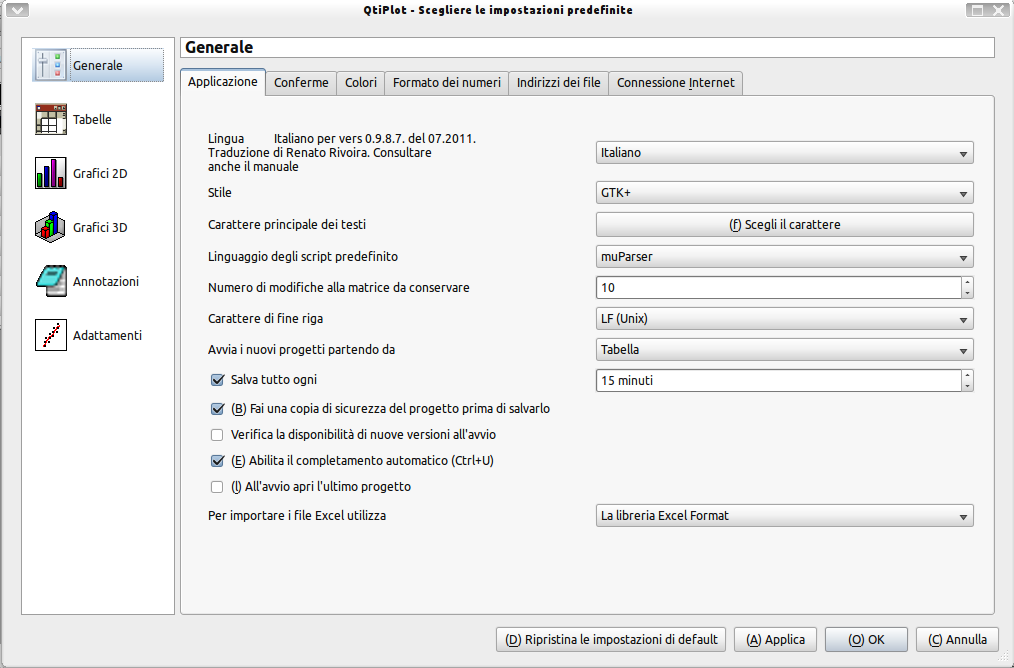 QtiPlot - Scegliere le impostazioni predefinite
Generale
Tabelle
Grafici 2D
Grafici 3D
Annotazioni
Adattamenti
Generale
Applicazione Conferme Colori Formato dei numeri Indirizzi dei file Connessione Internet
Lingua Italiano per vers 0.9.8.7. del 07.2011.
Traduzione di Renato Rivoira. Consultare
anche il manuale
Italiano
Stile GTK+
Carattere principale dei testi (f) Scegli il carattere
Linguaggio degli script predefinito muParser
Numero di modifiche alla matrice da conservare 10
Carattere di fine riga LF (Unix)
Avvia i nuovi progetti partendo da Tabella
Salva tutto ogni 15 minuti
(B) Fai una copia di sicurezza del progetto prima di salvarlo
Verifica la disponibilità di nuove versioni all'avvio
(E) Abilita il completamento automatico (Ctrl+U)
(l) All'avvio apri l'ultimo progetto
Per importare i file Excel utilizza La libreria Excel Format
(D) Ripristina le impostazioni di default (A) Applica (O) OK (C) Annulla